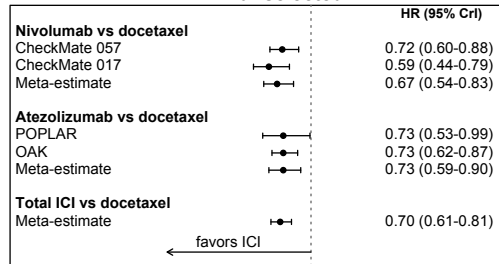 HR (95% CrI)
Nivolumab vs docetaxel
CheckMate 057 0.72 (0.60-0.88)
CheckMate 017 0.59 (0.44-0.79)
Meta-estimate 0.67 (0.54-0.83)
Atezolizumab vs docetaxel
POPLAR 0.73 (0.53-0.99)
OAK 0.73 (0.62-0.87)
Meta-estimate 0.73 (0.59-0.90)
Total ICI vs docetaxel
Meta-estimate 0.70 (0.61-0.81)
favors ICI